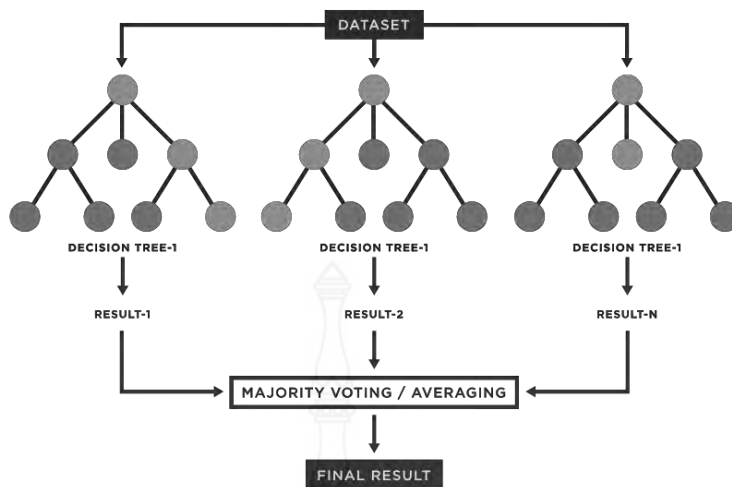 DATASET
DECISION TREE-1
DECISION TREE-1
DECISION TREE-1
RESULT-1
RESULT-2
RESULT-N
MAJORITY VOTING / AVERAGING
FINAL RESULT